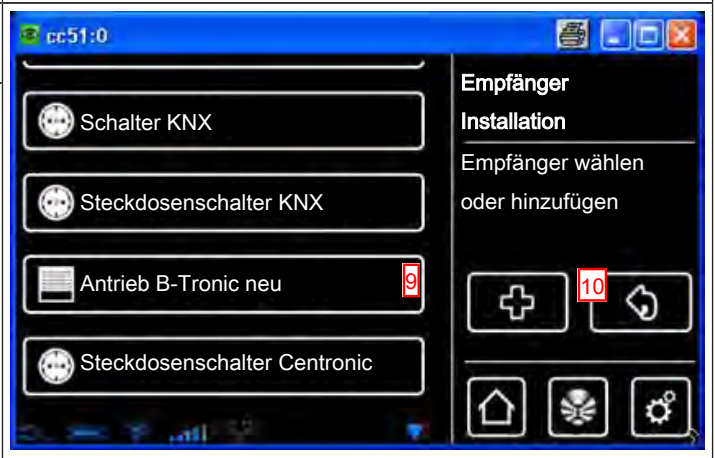 cc51:0
Schalter KNX
Steckdosenschalter KNX
Antrieb B-Tronic neu
9
Steckdosenschalter Centronic
Empfänger
Installation
Empfänger wählen
oder hinzufügen
10